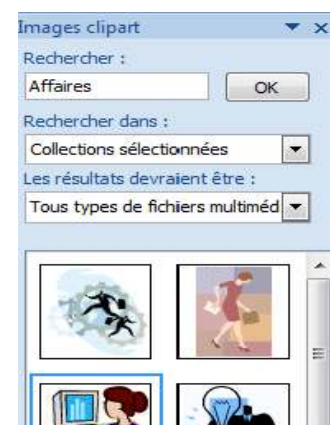 Images clipart
Rechercher :
Affaires
OK
Rechercher dans :
Collections sélectionnées
Les résultats devraient être :
Tous types de fichiers multiméd